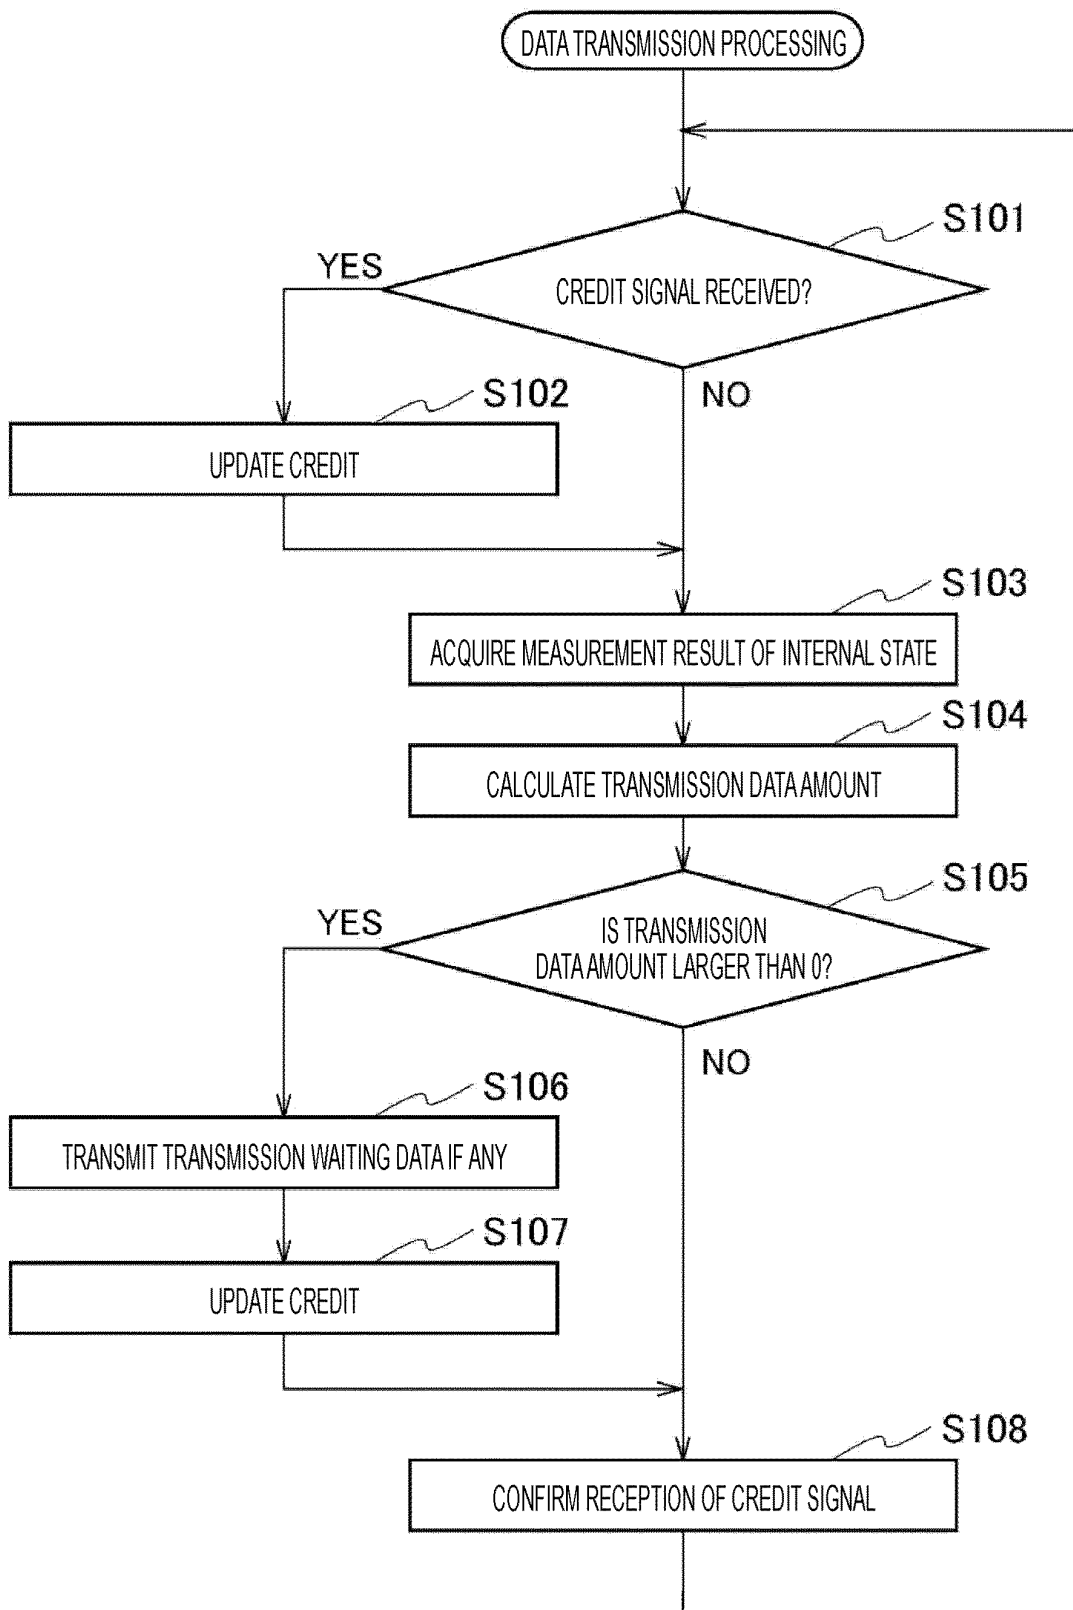 DATA TRANSMISSION PROCESSING
S101
YES
CREDIT SIGNAL RECEIVED?
NO
S102
UPDATE CREDIT
S103
ACQUIRE MEASUREMENT RESULT OF INTERNAL STATE
S104
CALCULATE TRANSMISSION DATA AMOUNT
S105
YES
IS TRANSMISSION
DATA AMOUNT LARGER THAN 0?
NO
S106
TRANSMIT TRANSMISSION WAITING DATA IF ANY
S107
UPDATE CREDIT
S108
CONFIRM RECEPTION OF CREDIT SIGNAL